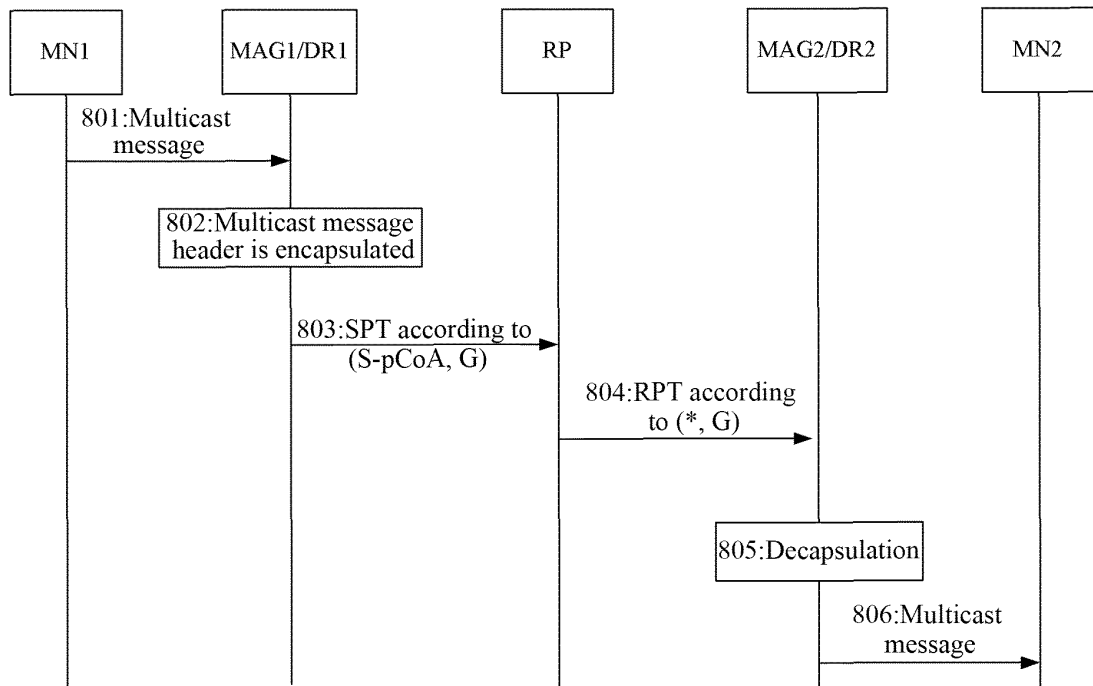 MN1
MAG1/DR1
RP
MAG2/DR2
MN2
801:Multicast
message
802:Multicast message
header is encapsulated
803:SPT according to
(S-pCoA, G)
804:RPT according
to (*, G)
805:Decapsulation
806:Multicast
message